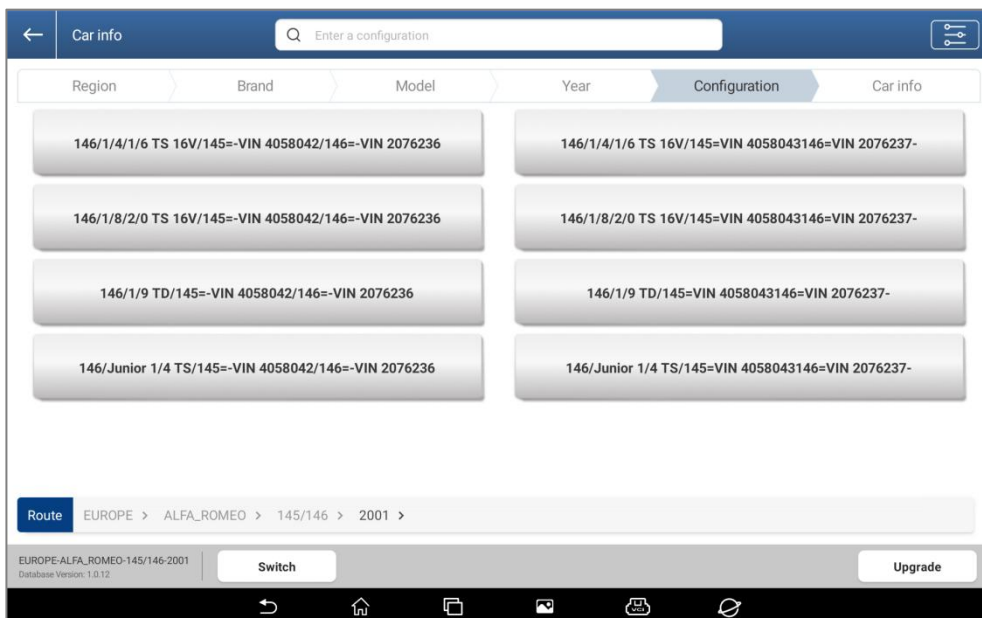 Car info
Enter a configuration
Region Brand Model Year Configuration Car info
146/1/4/1/6 TS 16V/145=-VIN 4058042/146=-VIN 2076236
146/1/4/1/6 TS 16V/145=VIN 4058043146=VIN 2076237-
146/1/8/2/0 TS 16V/145=-VIN 4058042/146=-VIN 2076236
146/1/8/2/0 TS 16V/145=VIN 4058043146=VIN 2076237-
146/1/9 TD/145=-VIN 4058042/146=-VIN 2076236
146/1/9 TD/145=VIN 4058043146=VIN 2076237-
146/Junior 1/4 TS/145=-VIN 4058042/146=-VIN 2076236
146/Junior 1/4 TS/145=VIN 4058043146=VIN 2076237-
Route EUROPE > ALFA_ROMEO > 145/146 > 2001 >
EUROPE-ALFA_ROMEO-145/146-2001
Database Version: 1.0.12
Switch
Upgrade
VCI